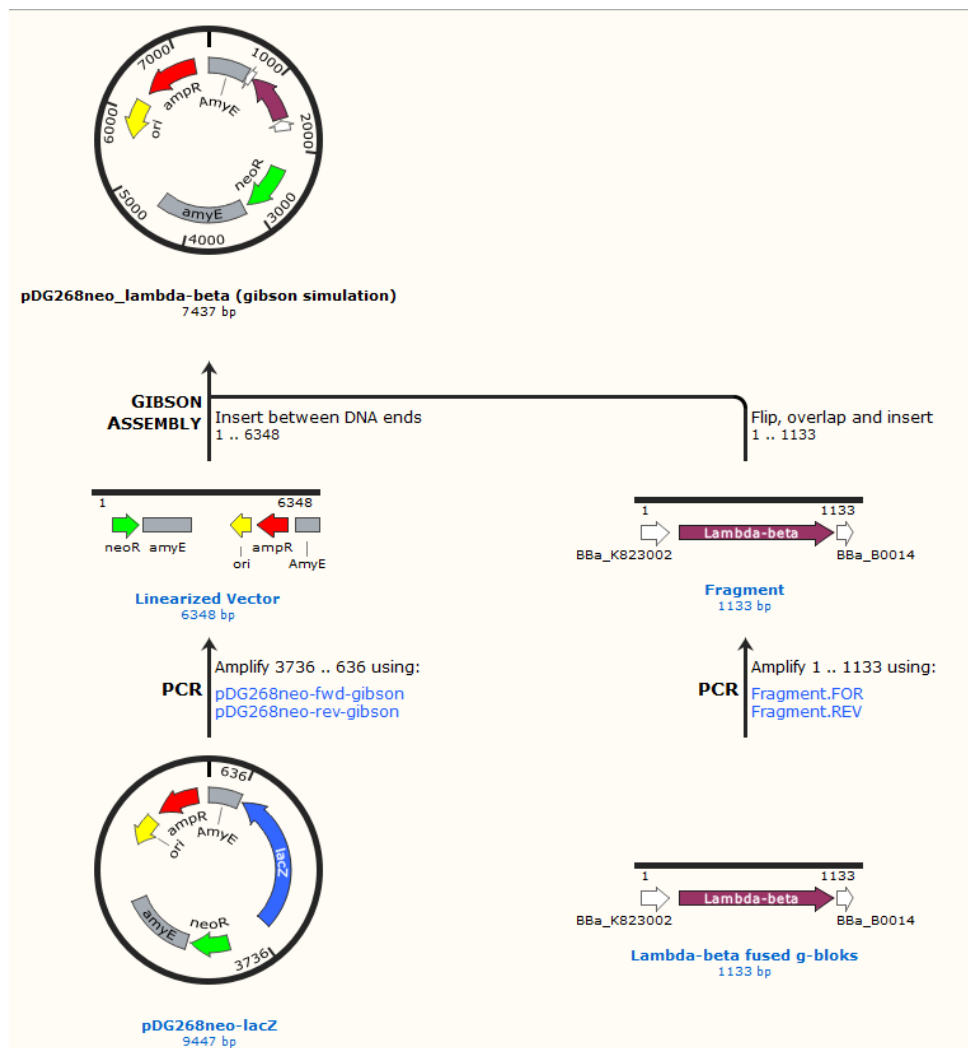 7000
1000
2000
3000
4000
5000
6000
ampR
AmyE
ori
neoR
amyE
pDG268neo_lambda-beta (gibson simulation)
7437 bp
GIBSON
ASSEMBLY
Insert between DNA ends
1 .. 6348
Flip, overlap and insert
1 .. 1133
1 6348
neoR amyE ori ampR AmyE
Linearized Vector
6348 bp
1 1133
Lambda-beta
BBa_K823002 BBa_B0014
Fragment
1133 bp
PCR
Amplify 3736 .. 636 using:
pDG268neo-fwd-gibson
pDG268neo-rev-gibson
PCR
Amplify 1 .. 1133 using:
Fragment.FOR
Fragment.REV
636
ampR
AmyE
ori
lacZ
amyE
neoR
3736
pDG268neo-lacZ
9447 bp
1 1133
Lambda-beta
BBa_K823002 BBa_B0014
Lambda-beta fused g-bloks
1133 bp